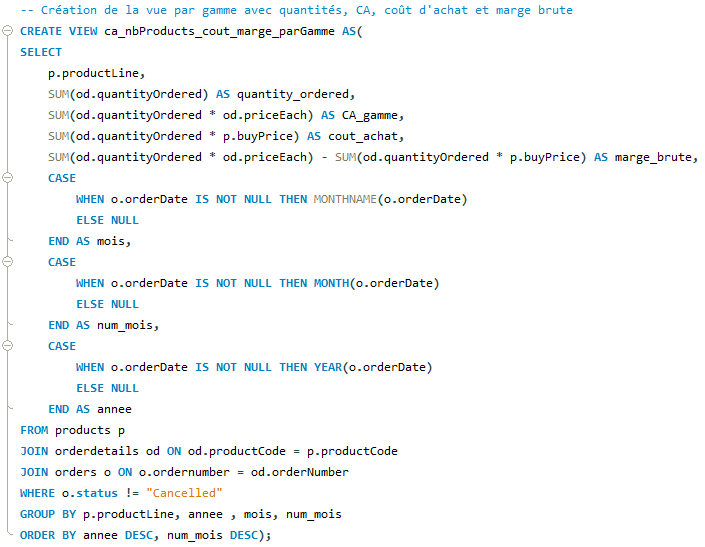 -- Création de la vue par gamme avec quantités, CA, coût d'achat et marge brute
CREATE VIEW ca_nbProducts_cout_marge_parGamme AS(
SELECT
    p.productLine,
    SUM(od.quantityOrdered) AS quantity_ordered,
    SUM(od.quantityOrdered * od.priceEach) AS CA_gamme,
    SUM(od.quantityOrdered * p.buyPrice) AS cout_achat,
    SUM(od.quantityOrdered * od.priceEach) - SUM(od.quantityOrdered * p.buyPrice) AS marge_brute,
    CASE
        WHEN o.orderDate IS NOT NULL THEN MONTHNAME(o.orderDate)
        ELSE NULL
    END AS mois,
    CASE
        WHEN o.orderDate IS NOT NULL THEN MONTH(o.orderDate)
        ELSE NULL
    END AS num_mois,
    CASE
        WHEN o.orderDate IS NOT NULL THEN YEAR(o.orderDate)
        ELSE NULL
    END AS annee
FROM products p
JOIN orderdetails od ON od.productCode = p.productCode
JOIN orders o ON o.ordernumber = od.orderNumber
WHERE o.status != "Cancelled"
GROUP BY p.productLine, annee , mois, num_mois
ORDER BY annee DESC, num_mois DESC);